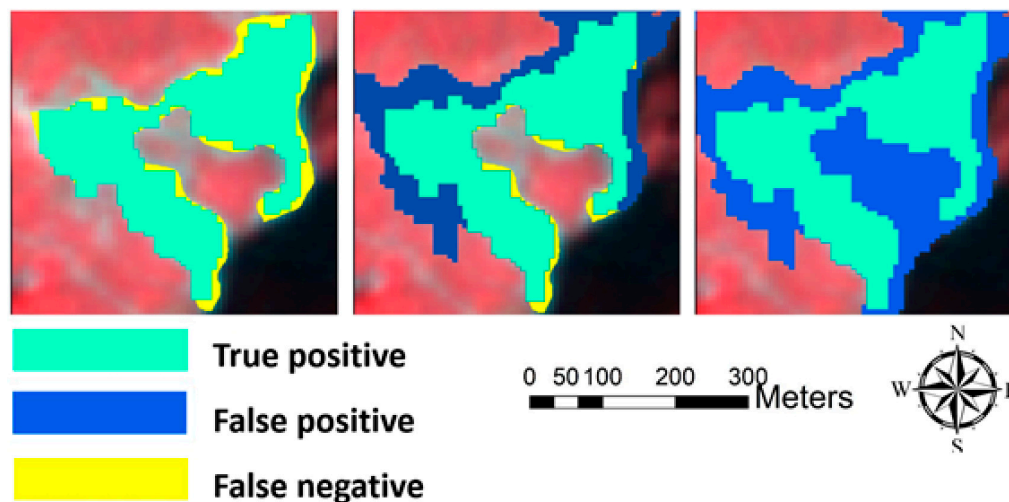 True positive
False positive
False negative
0 50 100 200 300
Meters
N
W
S